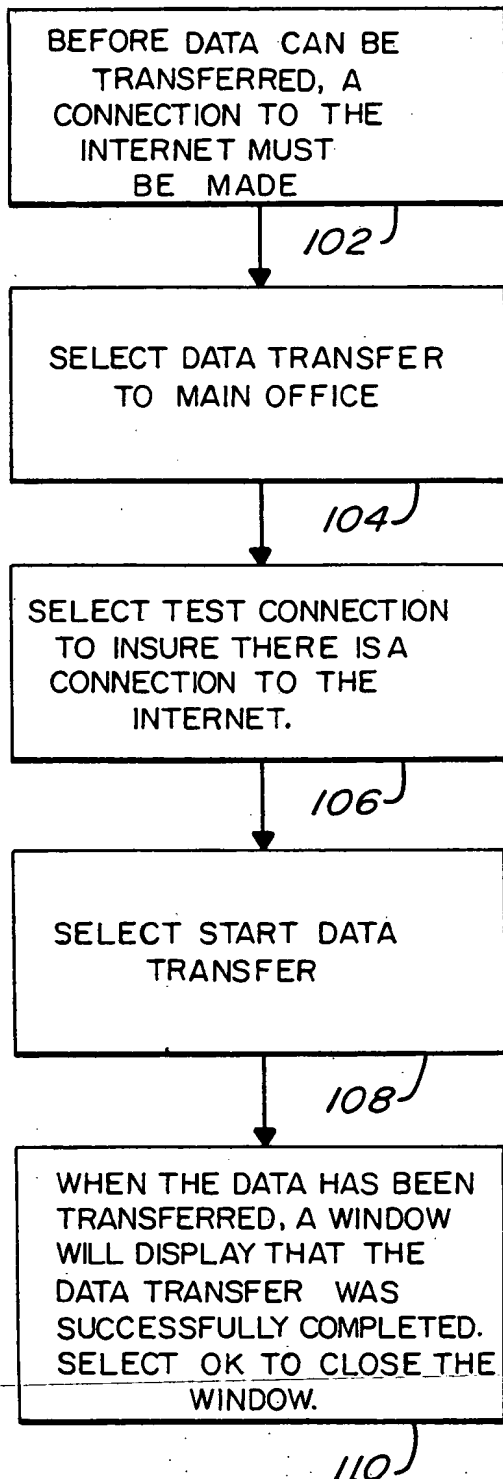 BEFORE DATA CAN BE
TRANSFERRED, A
CONNECTION TO THE
INTERNET MUST
BE MADE
102
SELECT DATA TRANSFER
TO MAIN OFFICE
104
SELECT TEST CONNECTION
TO INSURE THERE IS A
CONNECTION TO THE
INTERNET.
106
SELECT START DATA
TRANSFER
108
WHEN THE DATA HAS BEEN
TRANSFERRED, A WINDOW
WILL DISPLAY THAT THE
DATA TRANSFER WAS
SUCCESSFULLY COMPLETED.
SELECT OK TO CLOSE THE
WINDOW.
110